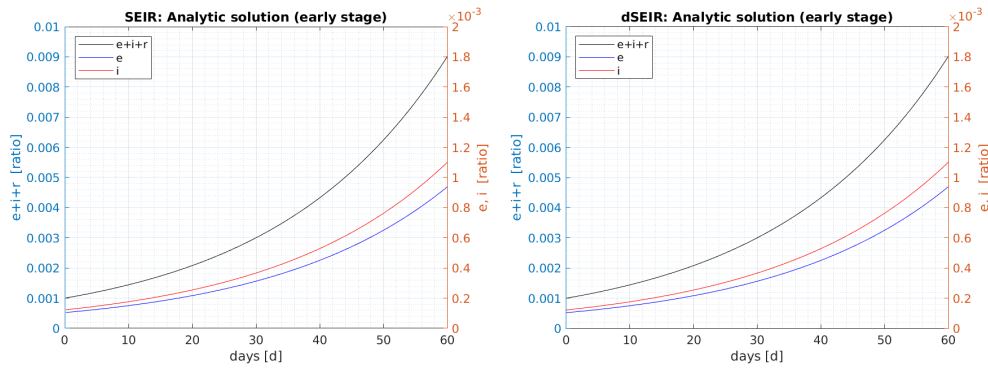 SEIR: Analytic solution (early stage)
×10⁻³
0.01
0.009
0.008
0.007
0.006
0.005
0.004
0.003
0.002
0.001
0
e+i+r [ratio]
e+i+r
e
i
2
1.8
1.6
1.4
1.2
1
0.8
0.6
0.4
0.2
0
e, i [ratio]
0 10 20 30 40 50 60
days [d]
dSEIR: Analytic solution (early stage)
×10⁻³
0.01
0.009
0.008
0.007
0.006
0.005
0.004
0.003
0.002
0.001
0
e+i+r [ratio]
e+i+r
e
i
2
1.8
1.6
1.4
1.2
1
0.8
0.6
0.4
0.2
0
e, i [ratio]
0 10 20 30 40 50 60
days [d]